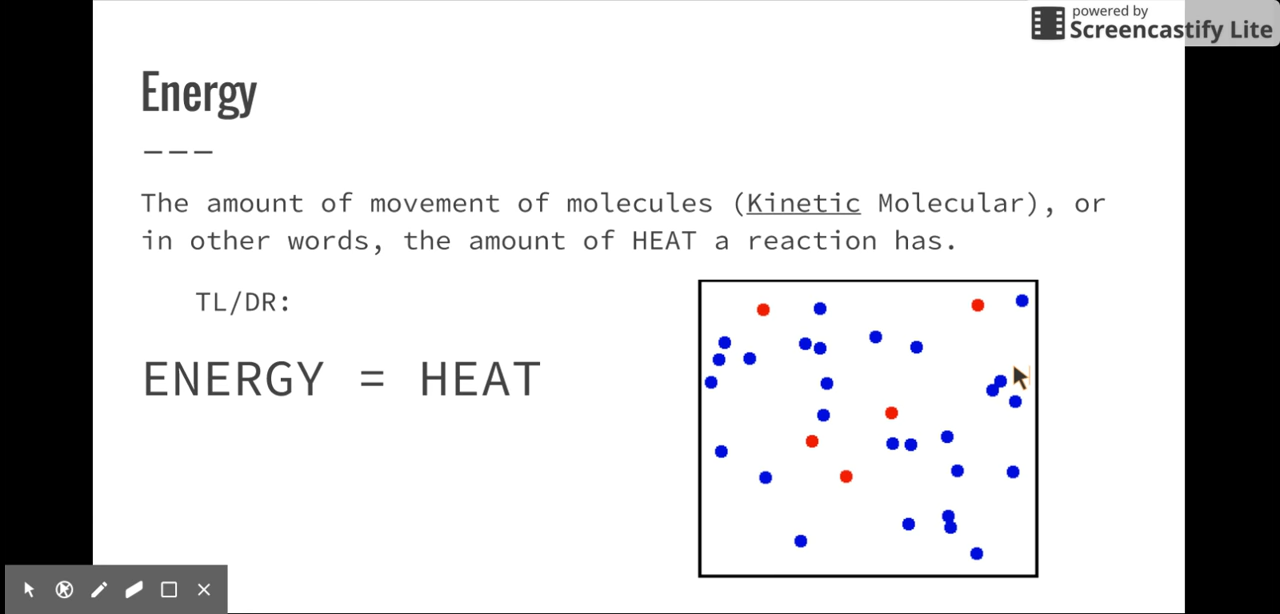 powered by
Screencastify Lite
Energy
The amount of movement of molecules (Kinetic Molecular), or
in other words, the amount of HEAT a reaction has.
TL/DR:
ENERGY = HEAT